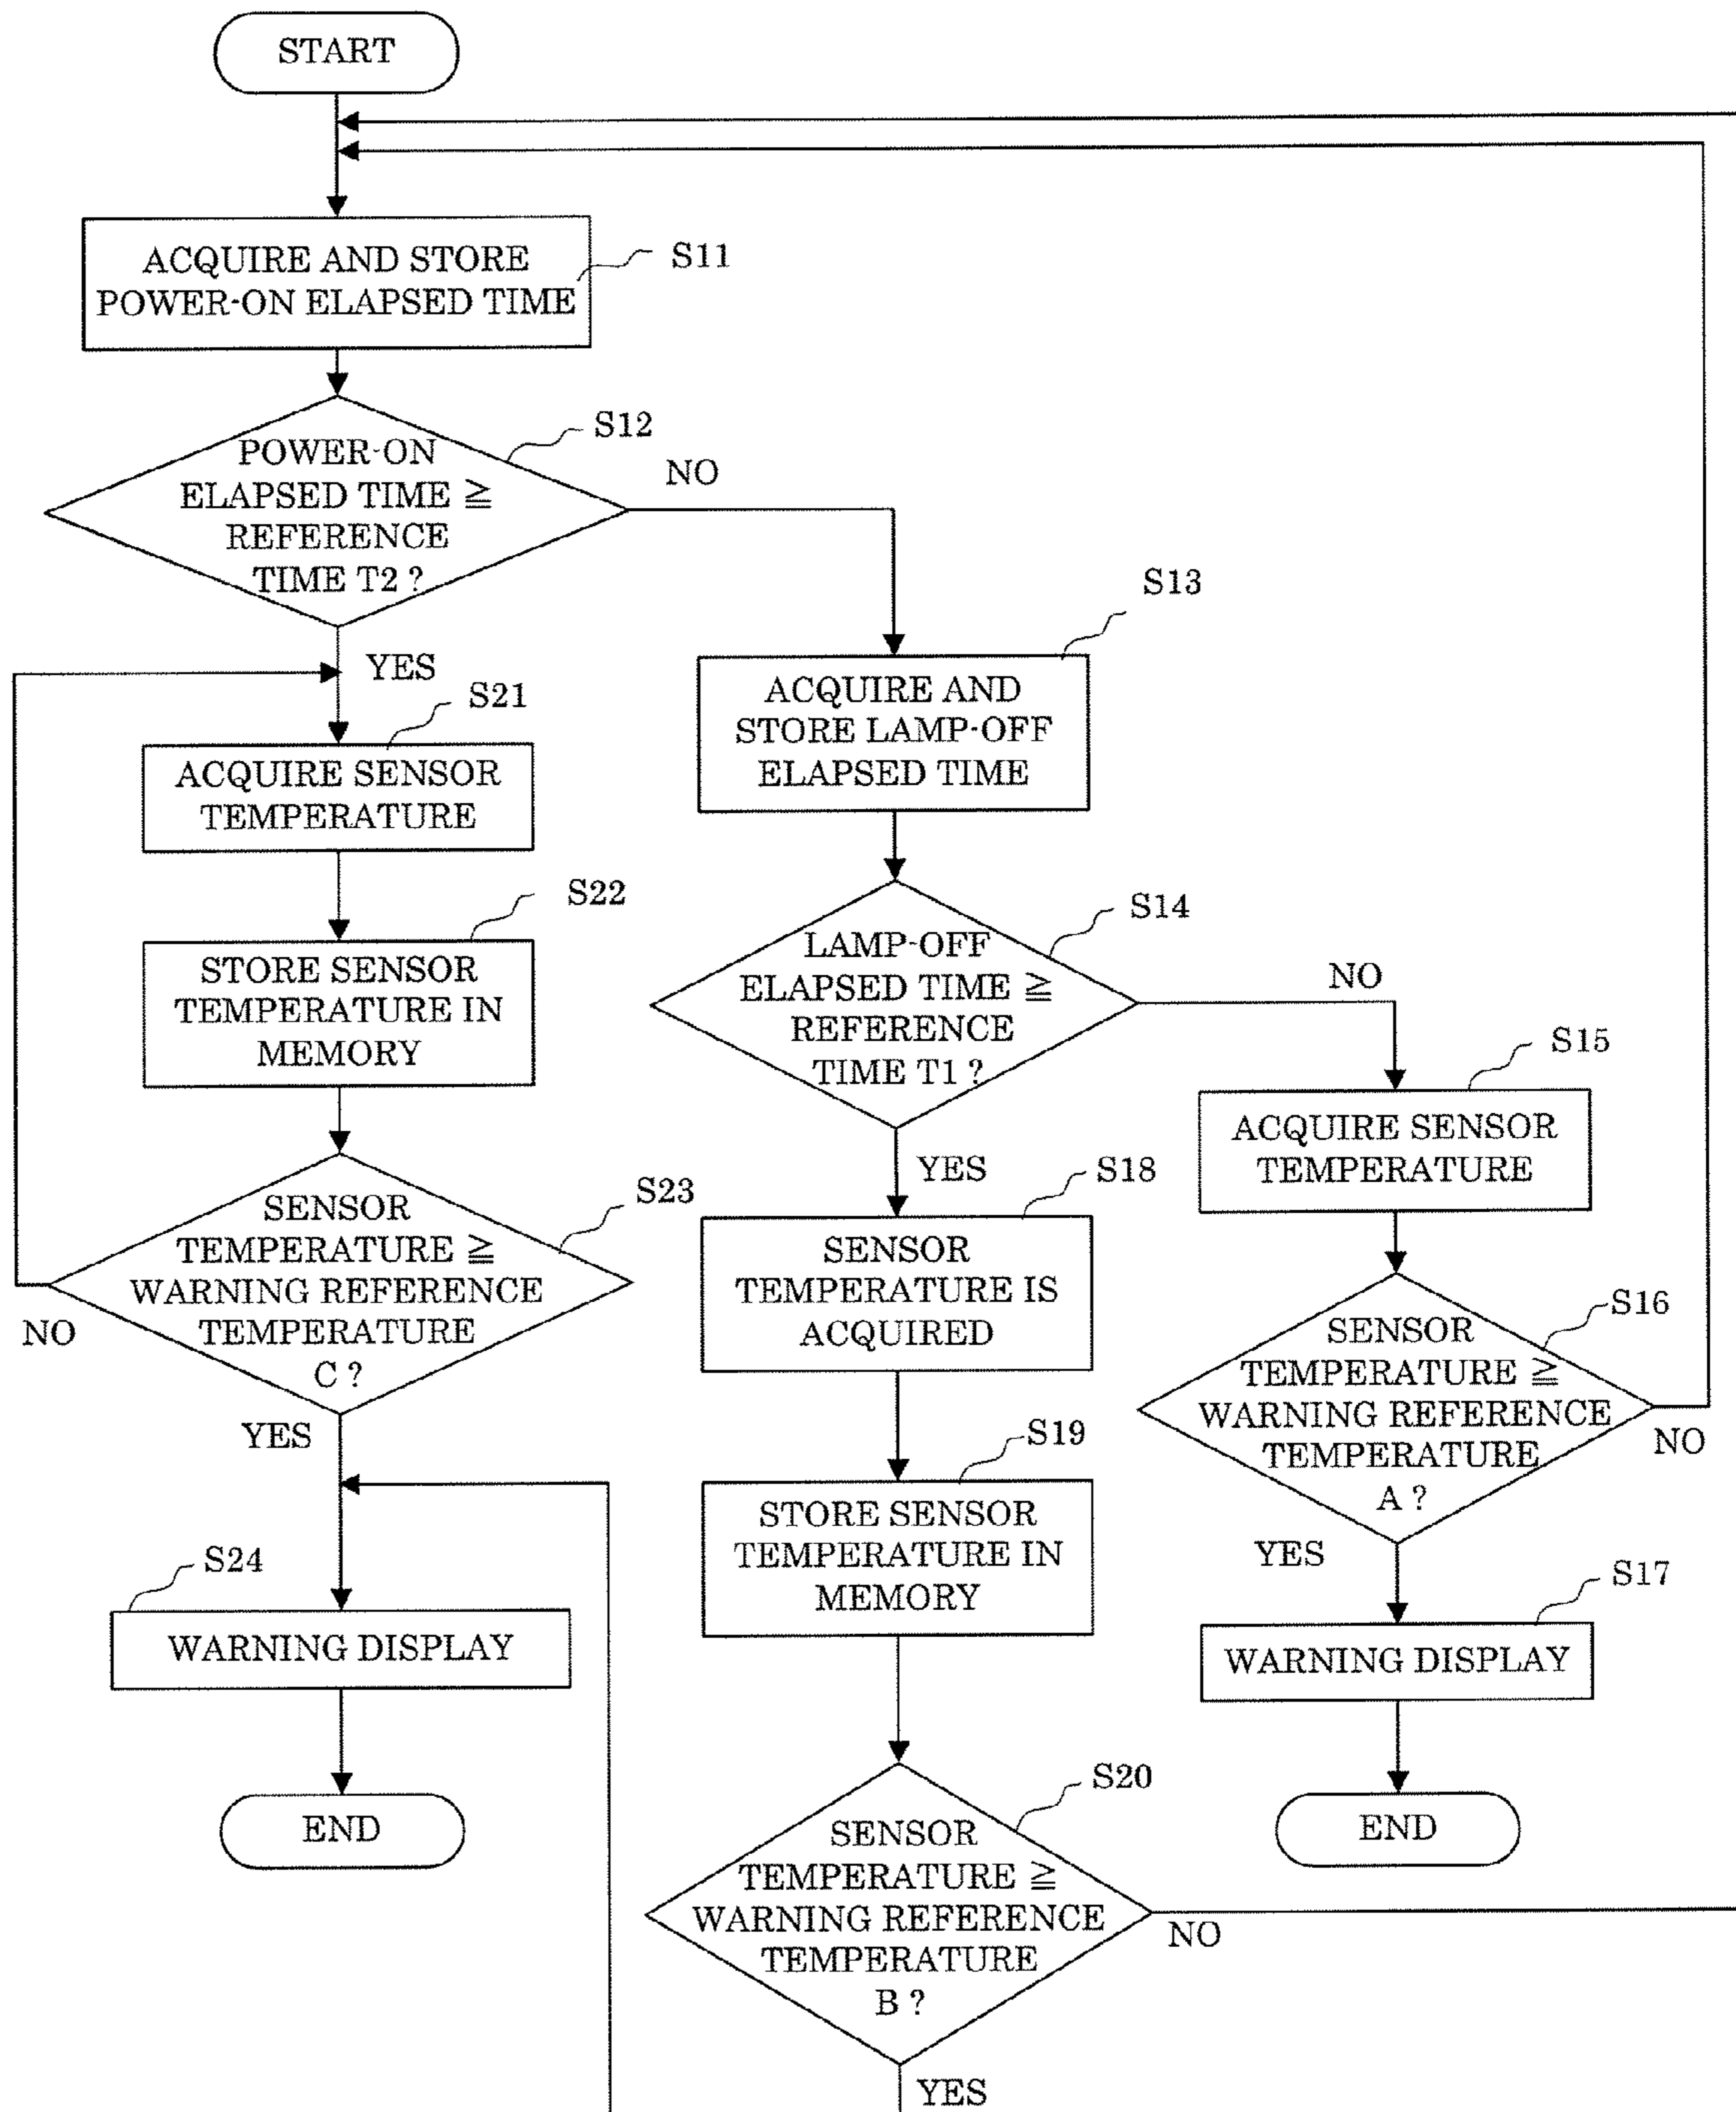 START
ACQUIRE AND STORE
POWER-ON ELAPSED TIME
S11
POWER-ON
ELAPSED TIME ≧
REFERENCE
TIME T2 ?
S12
NO
YES
S13
ACQUIRE AND
STORE LAMP-OFF
ELAPSED TIME
S21
ACQUIRE SENSOR
TEMPERATURE
S22
STORE SENSOR
TEMPERATURE IN
MEMORY
S14
LAMP-OFF
ELAPSED TIME ≧
REFERENCE
TIME T1 ?
NO
YES
S15
ACQUIRE SENSOR
TEMPERATURE
S23
SENSOR
TEMPERATURE ≧
WARNING REFERENCE
TEMPERATURE
C ?
NO
YES
S18
SENSOR
TEMPERATURE IS
ACQUIRED
S16
SENSOR
TEMPERATURE ≧
WARNING REFERENCE
TEMPERATURE
A ?
NO
YES
S19
STORE SENSOR
TEMPERATURE IN
MEMORY
S24
WARNING DISPLAY
S17
WARNING DISPLAY
END
END
S20
SENSOR
TEMPERATURE ≧
WARNING REFERENCE
TEMPERATURE
B ?
NO
YES